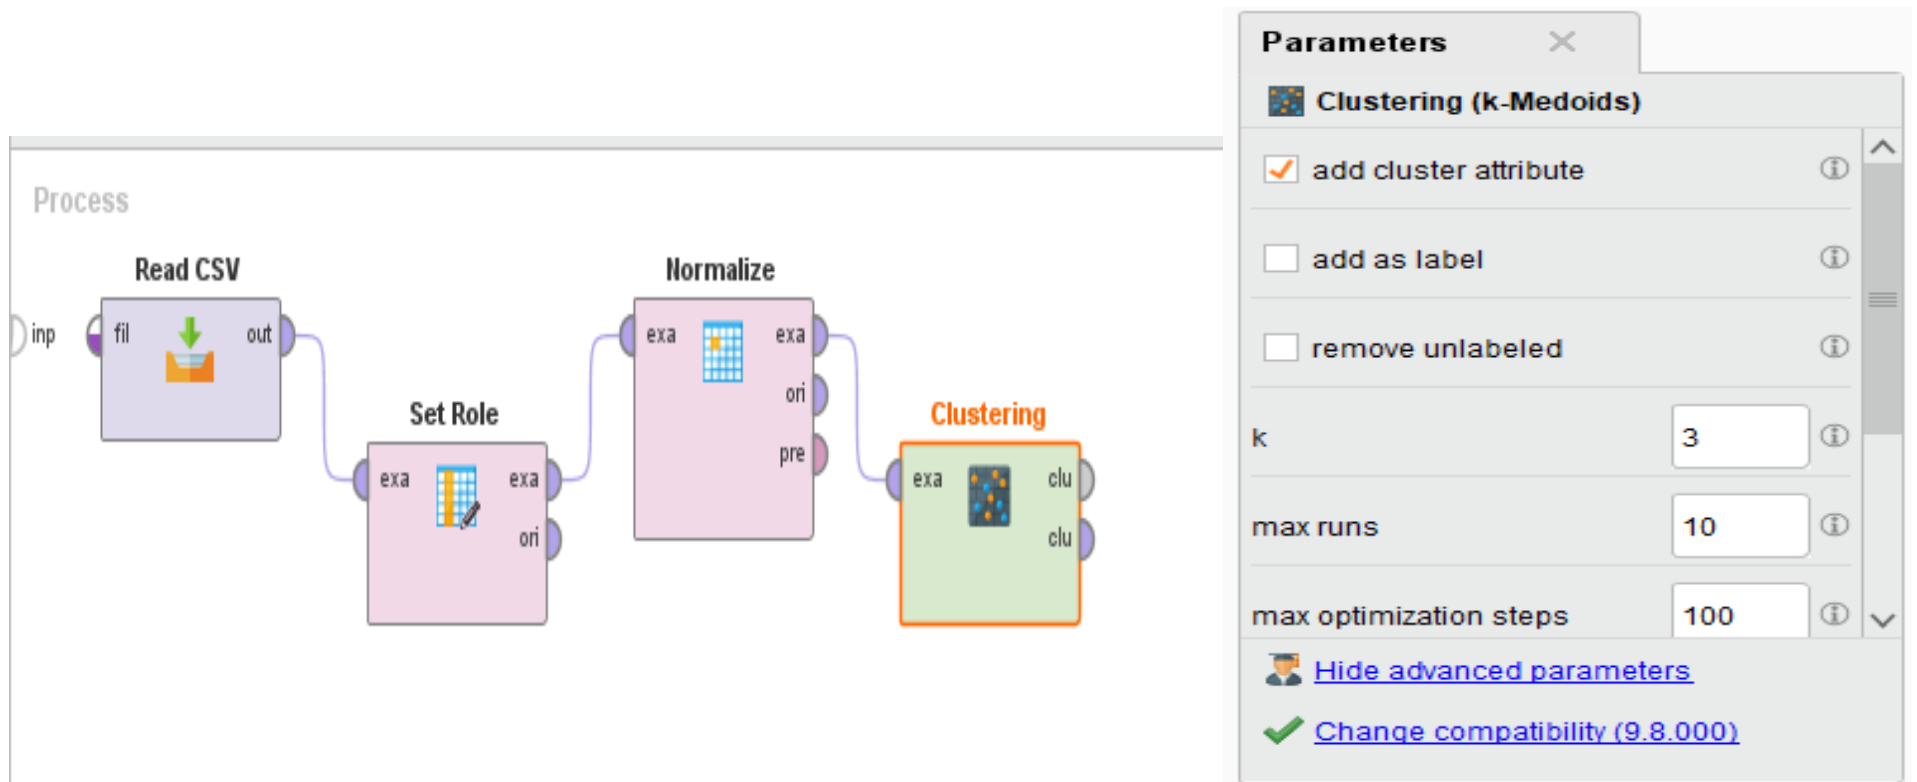 Process
Read CSV
inp
fil
out
Set Role
exa
exa
ori
Normalize
exa
exa
ori
pre
Clustering
exa
clu
clu
Parameters
Clustering (k-Medoids)
add cluster attribute
add as label
remove unlabeled
k
3
max runs
10
max optimization steps
100
Hide advanced parameters
Change compatibility (9.8.000)